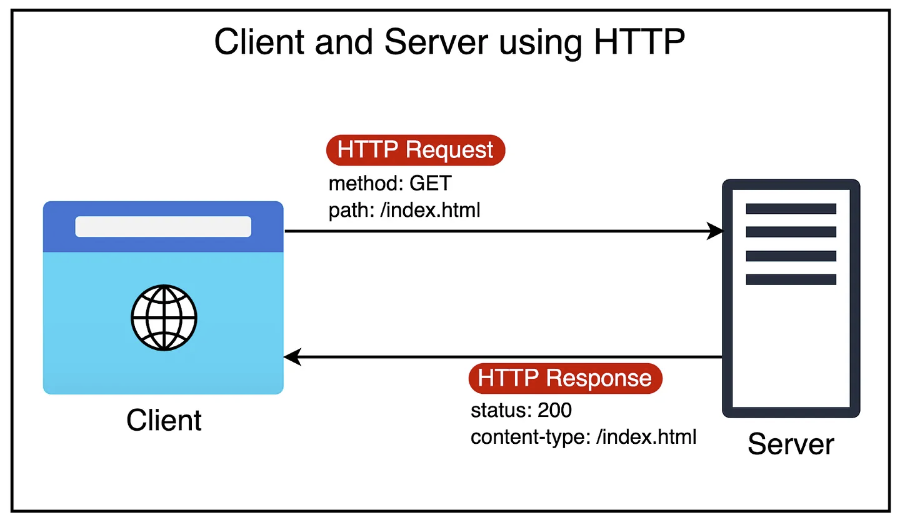 Client and Server using HTTP
HTTP Request
method: GET
path: /index.html
Client
HTTP Response
status: 200
content-type: /index.html
Server